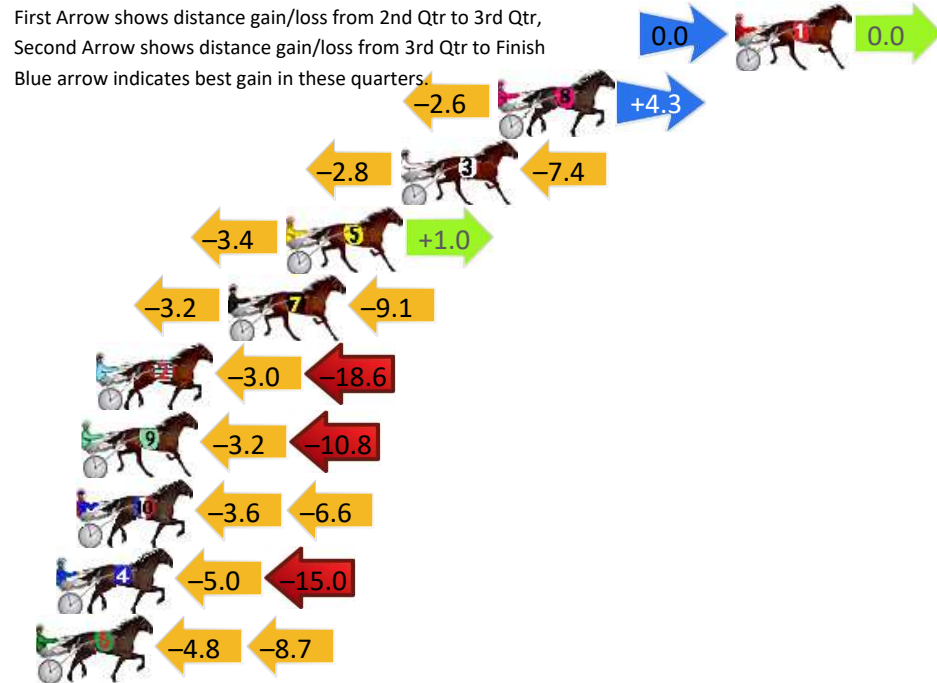 First Arrow shows distance gain/loss from 2nd Qtr to 3rd Qtr,
Second Arrow shows distance gain/loss from 3rd Qtr to Finish
Blue arrow indicates best gain in these quarters.
0.0 1 0.0
–2.6 8 +4.3
–2.8 3 –7.4
–3.4 5 +1.0
–3.2 7 –9.1
2 –3.0 –18.6
9 –3.2 –10.8
10 –3.6 –6.6
4 –5.0 –15.0
6 –4.8 –8.7